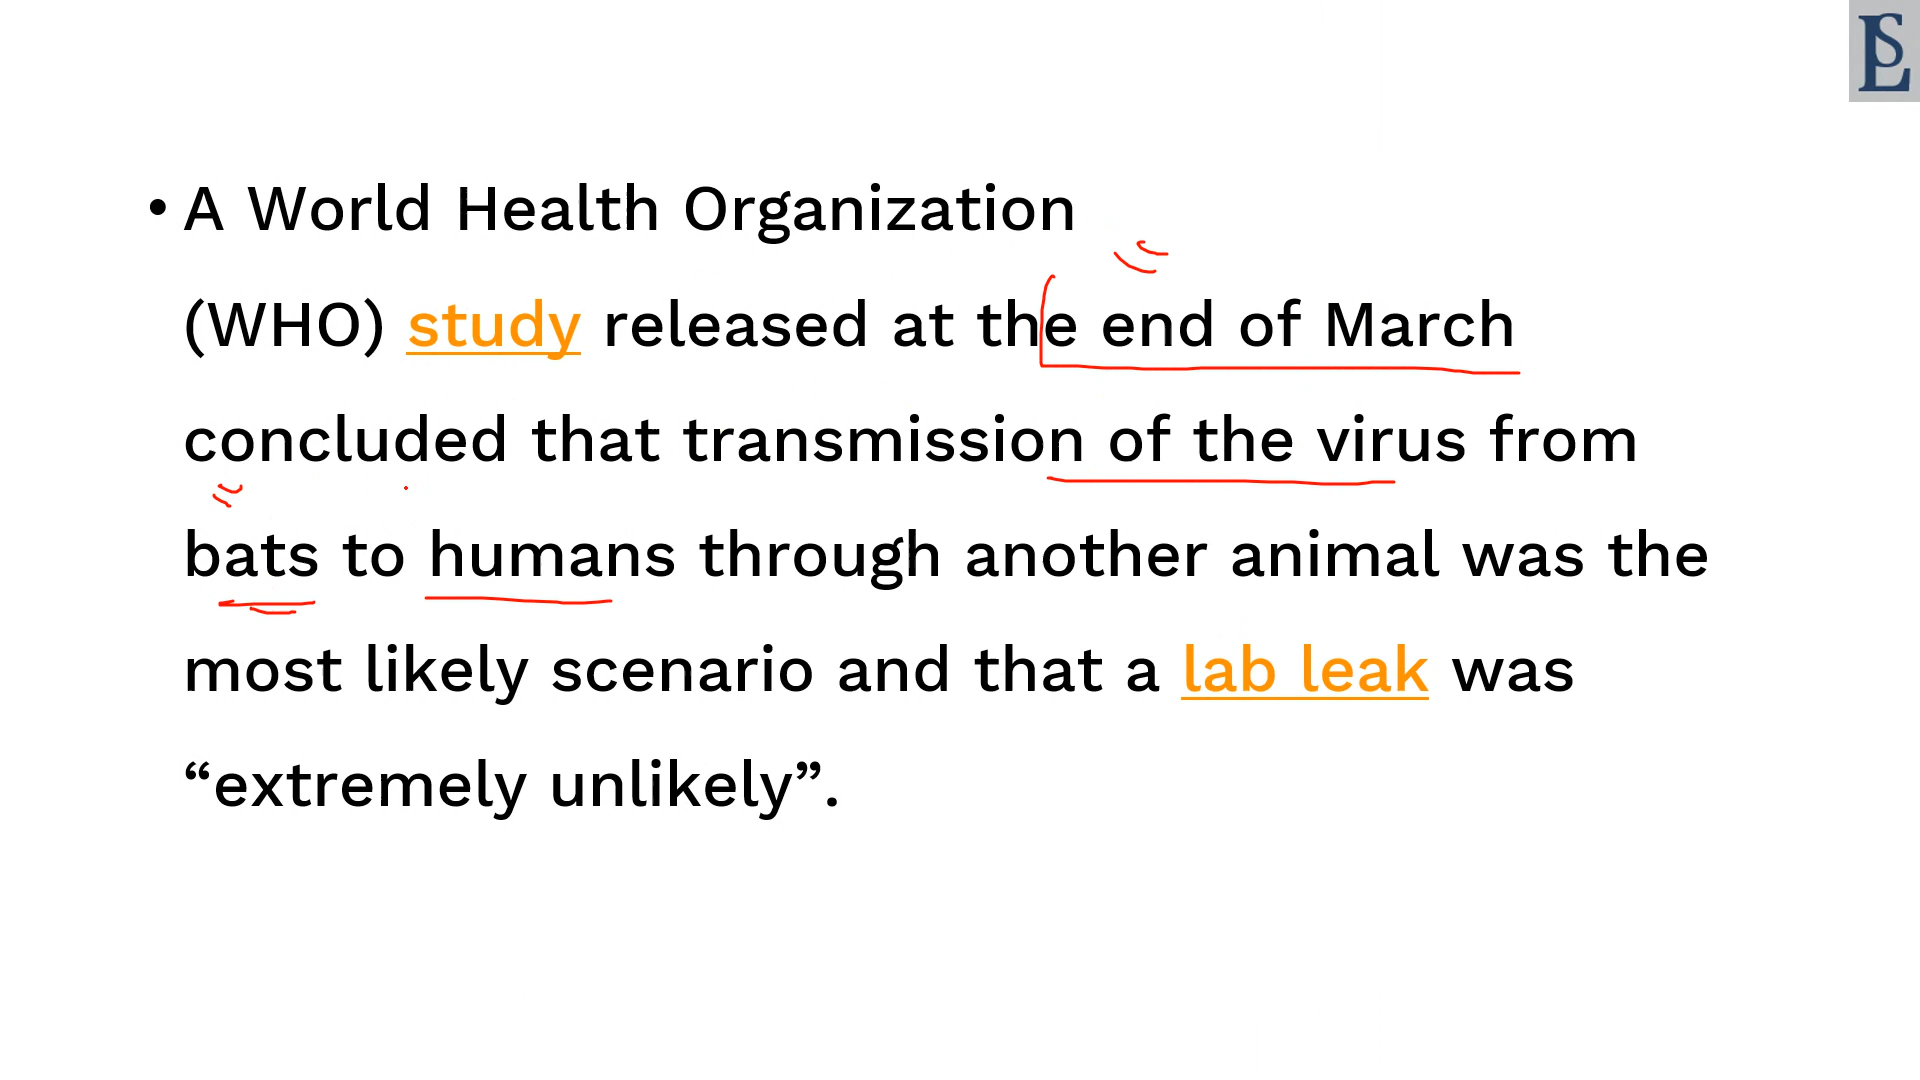 • A World Health Organization
(WHO) study released at the end of March
concluded that transmission of the virus from
bats to humans through another animal was the
most likely scenario and that a lab leak was
“extremely unlikely”.